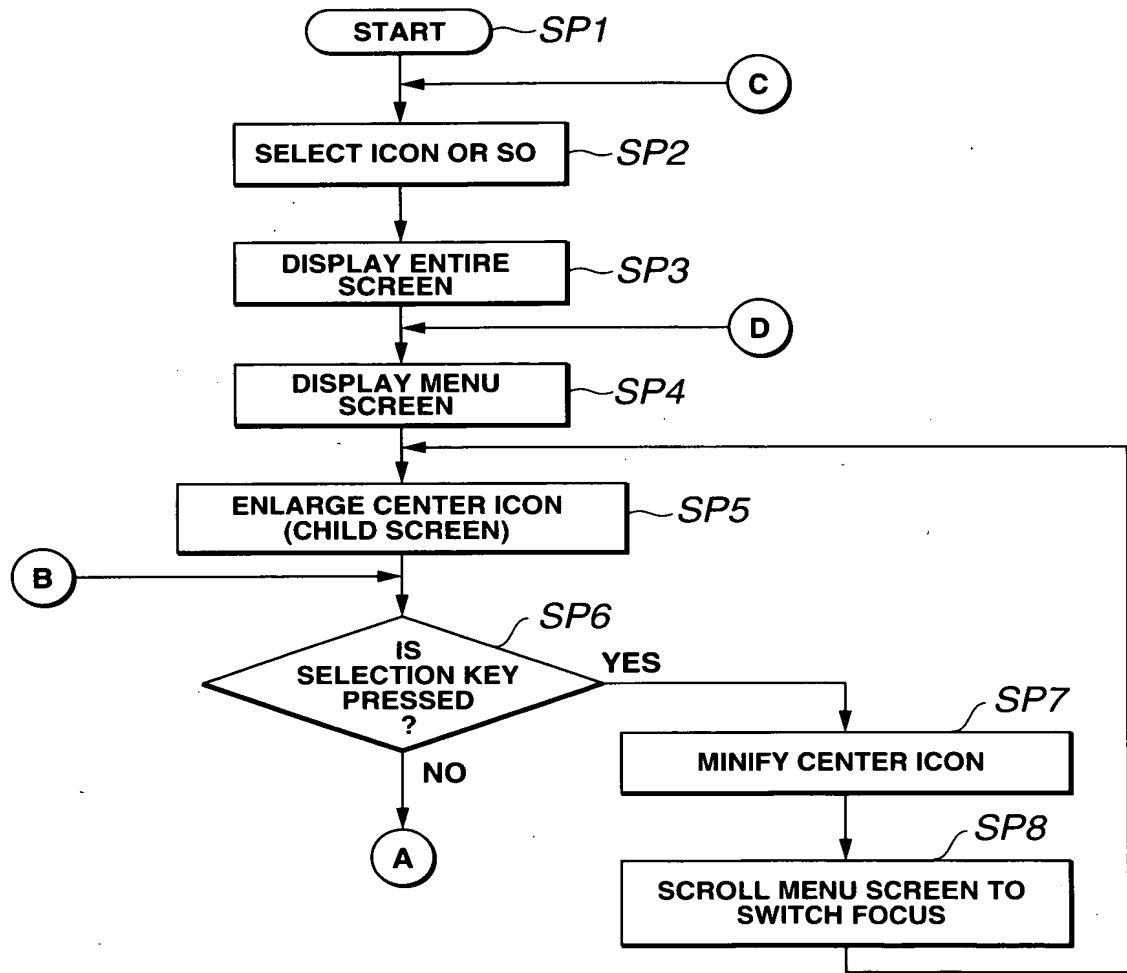 START
SP1
C
SELECT ICON OR SO
SP2
DISPLAY ENTIRE
SCREEN
SP3
D
DISPLAY MENU
SCREEN
SP4
ENLARGE CENTER ICON
(CHILD SCREEN)
SP5
B
IS
SELECTION KEY
PRESSED
?
SP6
YES
NO
A
SP7
MINIFY CENTER ICON
SP8
SCROLL MENU SCREEN TO
SWITCH FOCUS